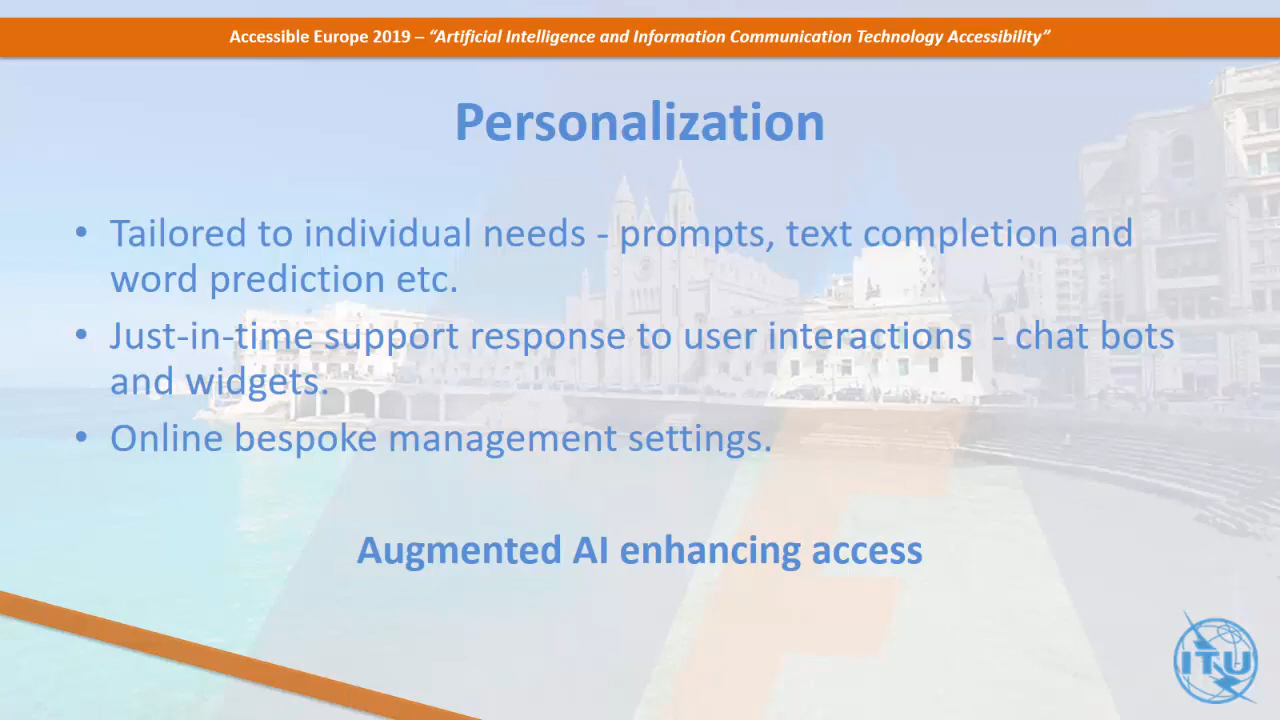 Accessible Europe 2019 – “Artificial Intelligence and Information Communication Technology Accessibility”
Personalization
• Tailored to individual needs - prompts, text completion and
word prediction etc.
• Just-in-time support response to user interactions - chat bots
and widgets.
• Online bespoke management settings.
Augmented AI enhancing access
ITU